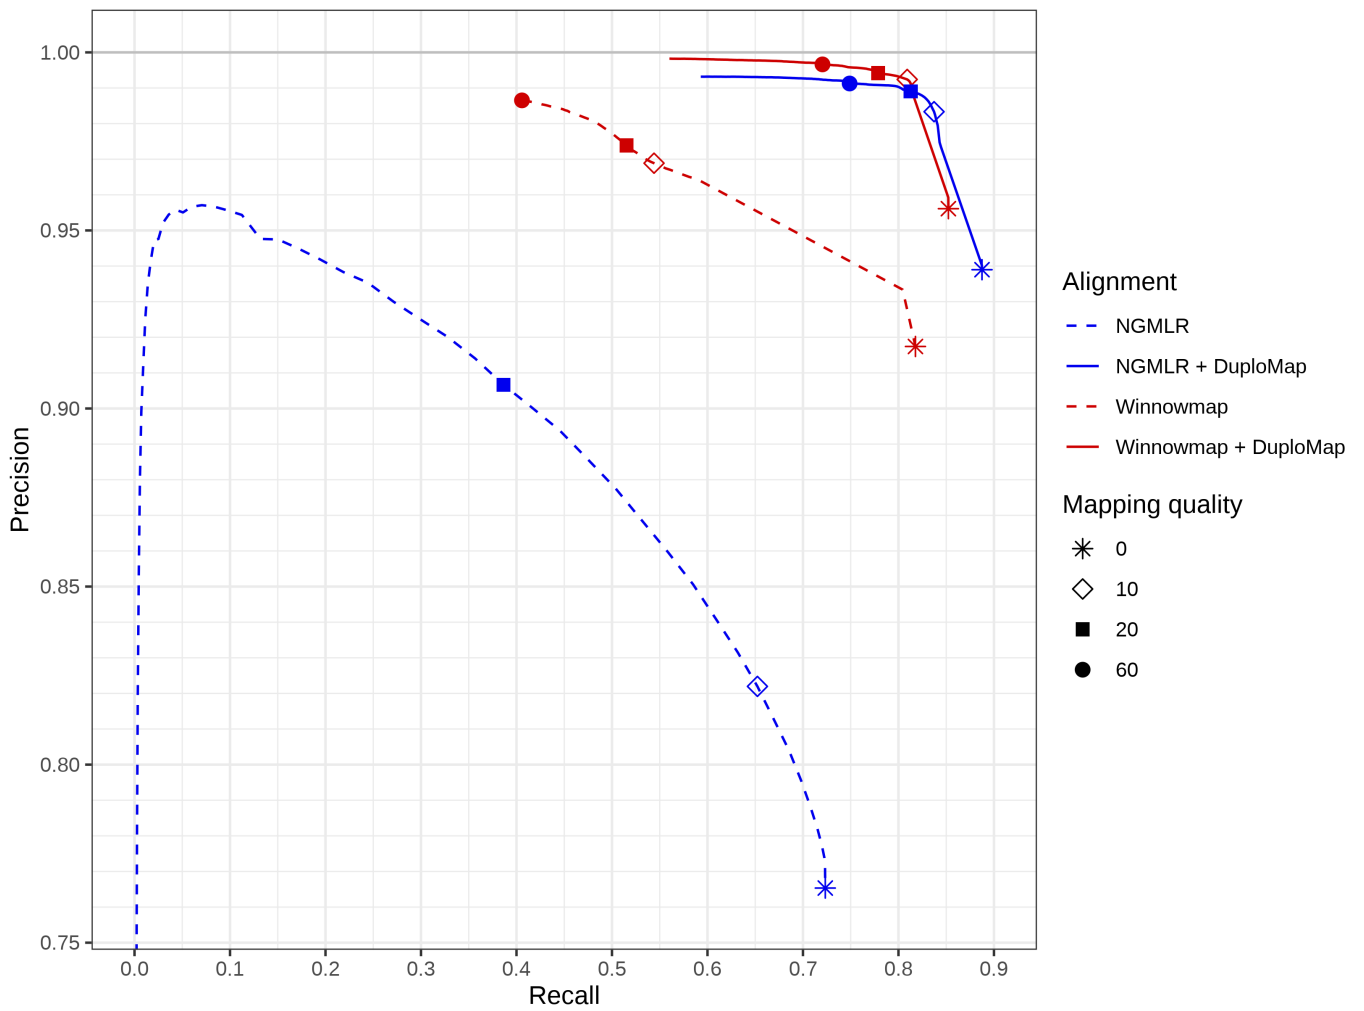 1.00
0.95
0.90
0.85
0.80
0.75
Precision
0.0 0.1 0.2 0.3 0.4 0.5 0.6 0.7 0.8 0.9
Recall
Alignment
NGMLR
NGMLR + DuploMap
Winnowmap
Winnowmap + DuploMap
Mapping quality
0
10
20
60